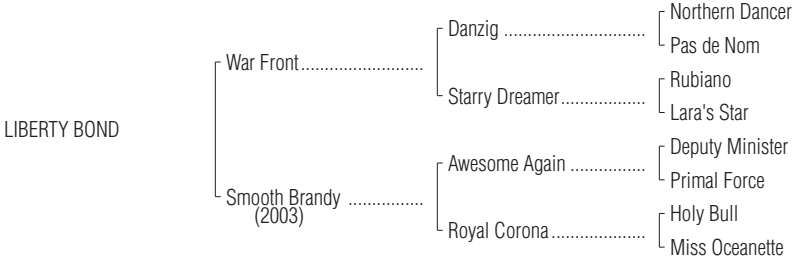 Northern Dancer
Danzig ..............................
Pas de Nom
War Front..........................
Rubiano
Starry Dreamer..................
Lara's Star
LIBERTY BOND
Deputy Minister
Awesome Again ................
Primal Force
Smooth Brandy ................
(2003)
Holy Bull
Royal Corona....................
Miss Oceanette